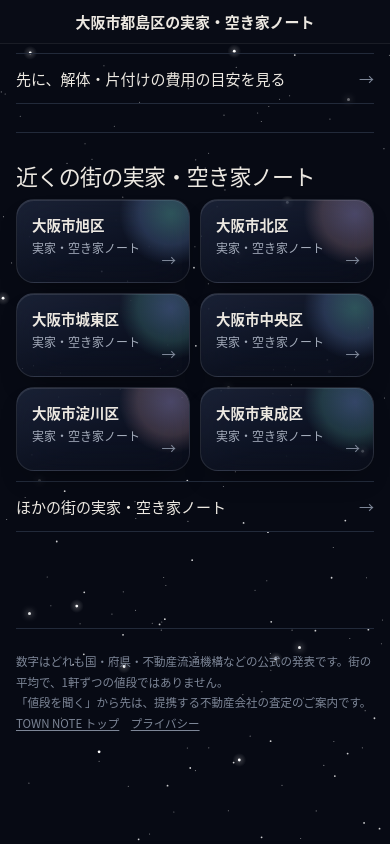 大阪市都島区の実家・空き家ノート
先に、解体・片付けの費用の目安を見る →
近くの街の実家・空き家ノート
大阪市旭区
実家・空き家ノート
→
大阪市北区
実家・空き家ノート
→
大阪市城東区
実家・空き家ノート
→
大阪市中央区
実家・空き家ノート
→
大阪市淀川区
実家・空き家ノート
→
大阪市東成区
実家・空き家ノート
→
ほかの街の実家・空き家ノート →
数字はどれも国・府県・不動産流通機構などの公式の発表です。街の
平均で、1軒ずつの値段ではありません。
「値段を聞く」から先は、提携する不動産会社の査定のご案内です。
TOWN NOTE トップ プライバシー